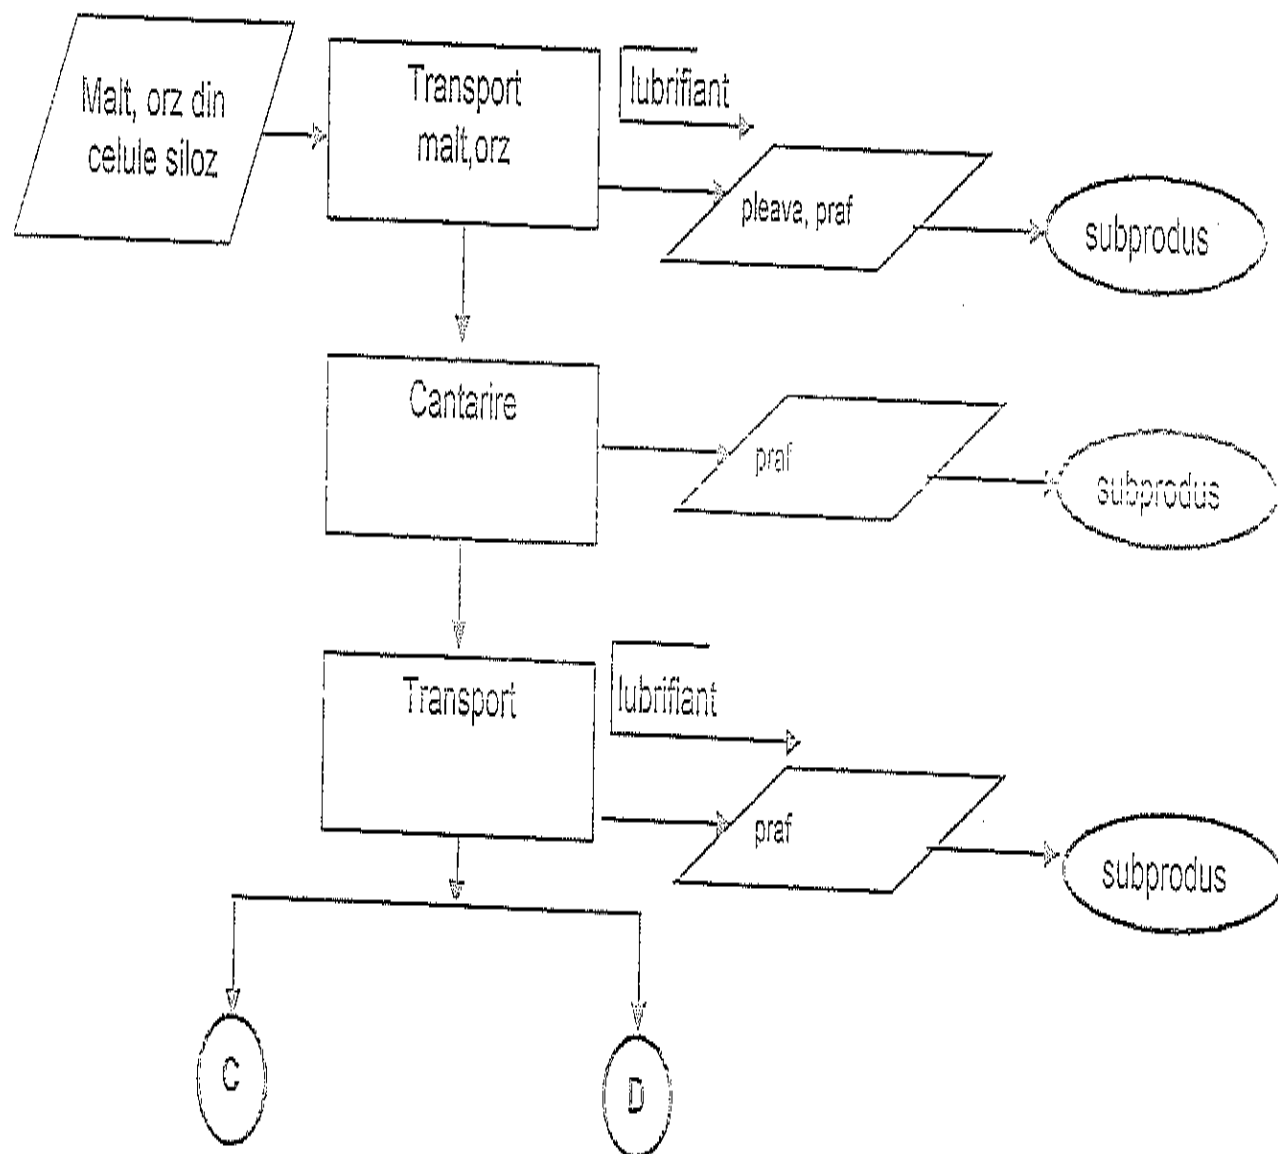 Malt, orz din
celule siloz
Transport
malt,orz
lubrifiant
pleava, praf
subprodus
Cantarire
praf
subprodus
Transport
lubrifiant
praf
subprodus
C
D